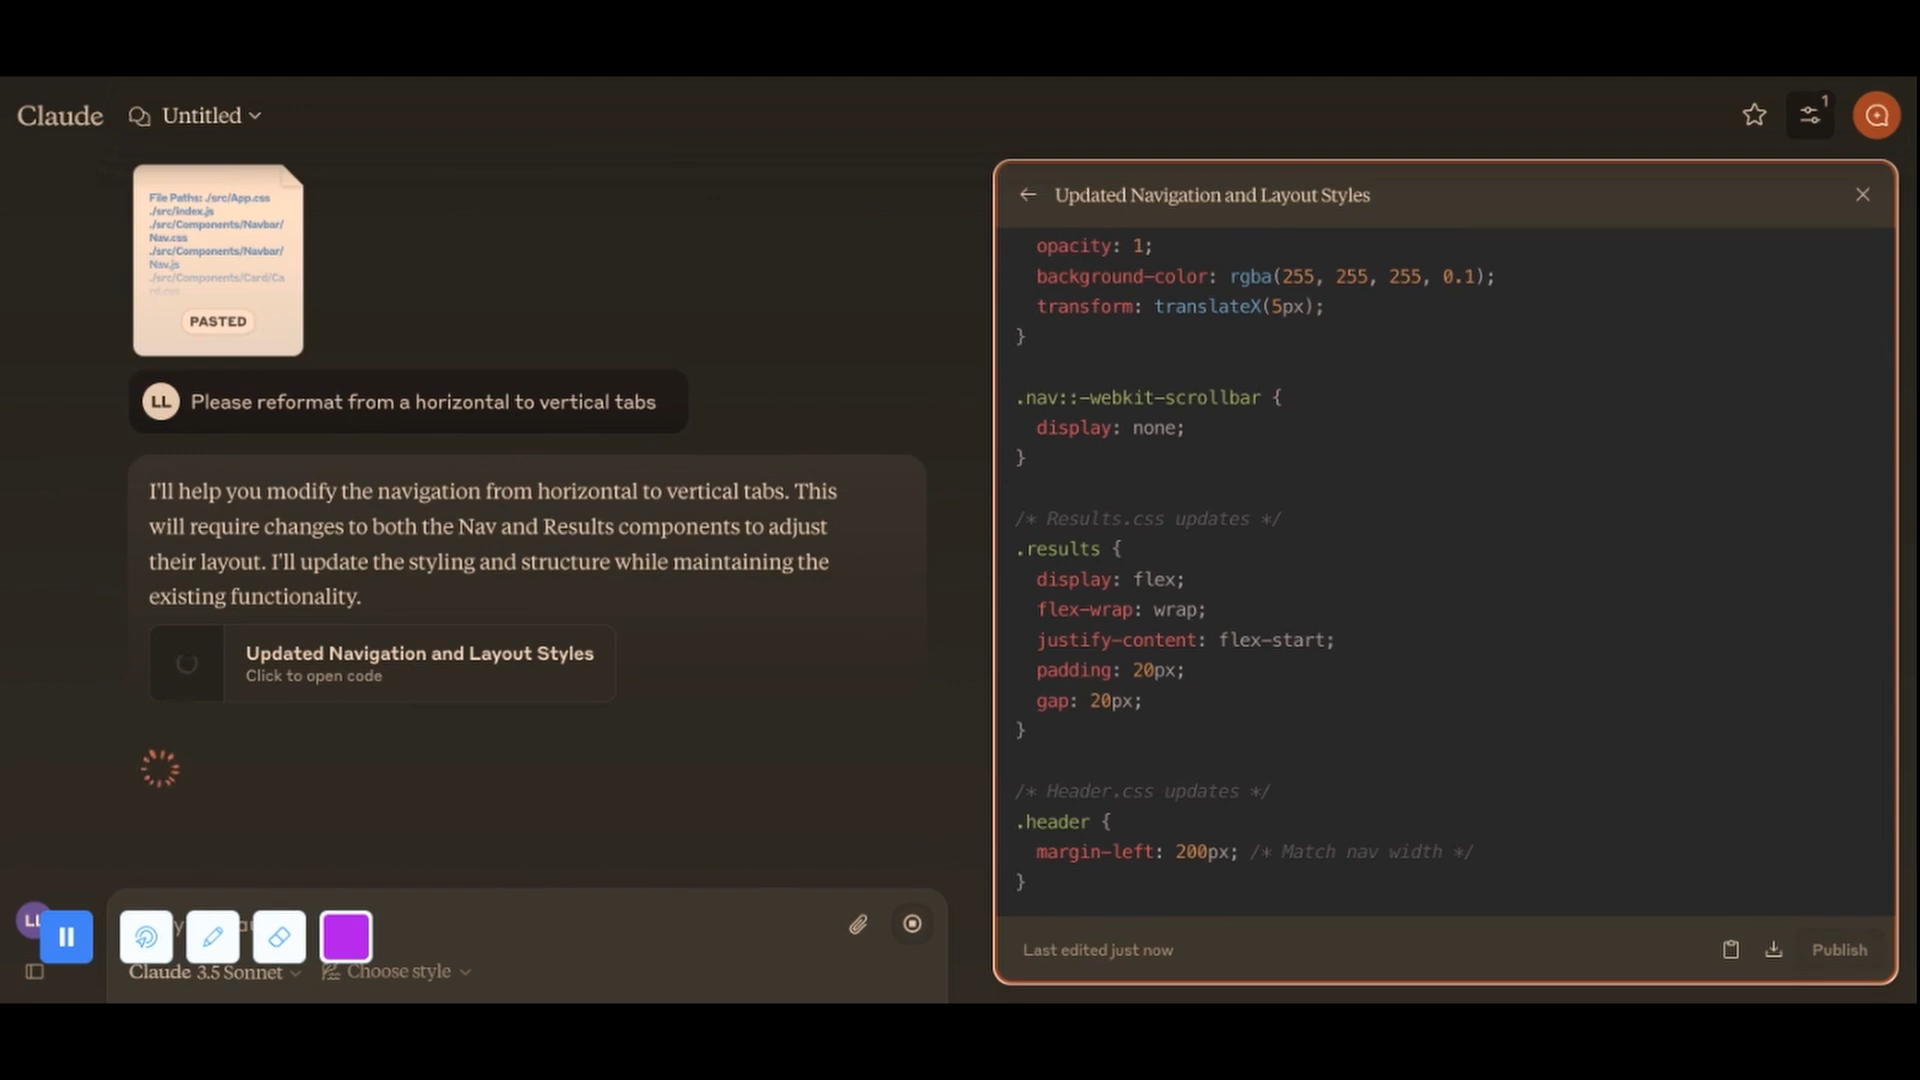 Claude
Untitled
1
File Paths: ./src/App.css
./src/index.js
./src/Components/Navbar/
Nav.css
./src/Components/Navbar/
Nav.js
./src/Components/Card/Ca
rd.css
PASTED
LL
Please reformat from a horizontal to vertical tabs
I'll help you modify the navigation from horizontal to vertical tabs. This
will require changes to both the Nav and Results components to adjust
their layout. I'll update the styling and structure while maintaining the
existing functionality.
Updated Navigation and Layout Styles
Click to open code
LL
Claude 3.5 Sonnet
Choose style
Updated Navigation and Layout Styles
opacity: 1;
background-color: rgba(255, 255, 255, 0.1);
transform: translateX(5px);
}
.nav::-webkit-scrollbar {
display: none;
}
/* Results.css updates */
.results {
display: flex;
flex-wrap: wrap;
justify-content: flex-start;
padding: 20px;
gap: 20px;
}
/* Header.css updates */
.header {
margin-left: 200px; /* Match nav width */
}
Last edited just now
Publish